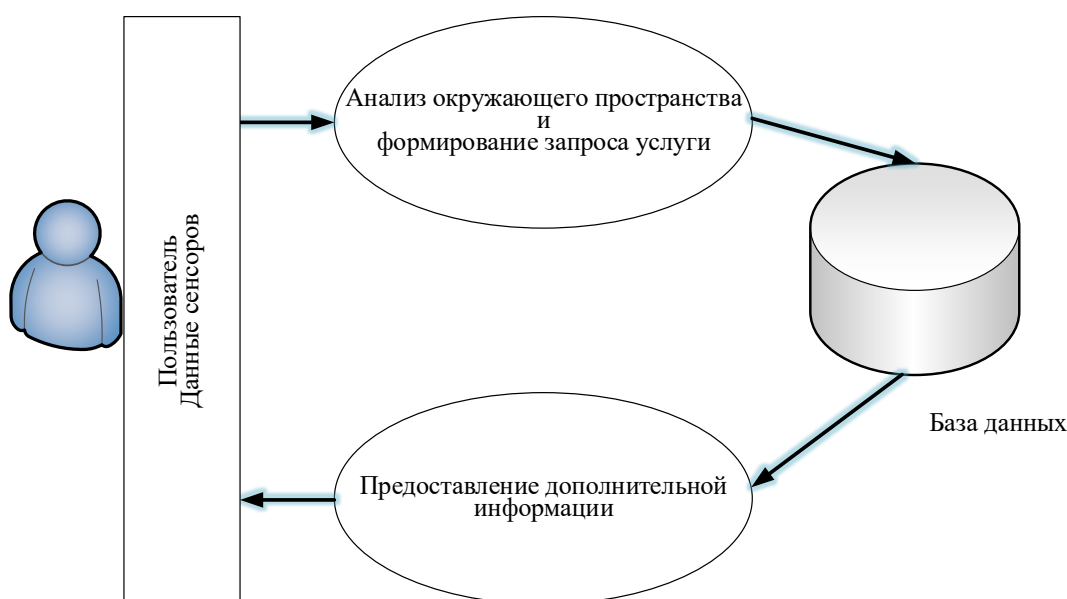 Анализ окружающего пространства
и
формирование запроса услуги
Пользователь
Данные сенсоров
База данных
Предоставление дополнительной
информации